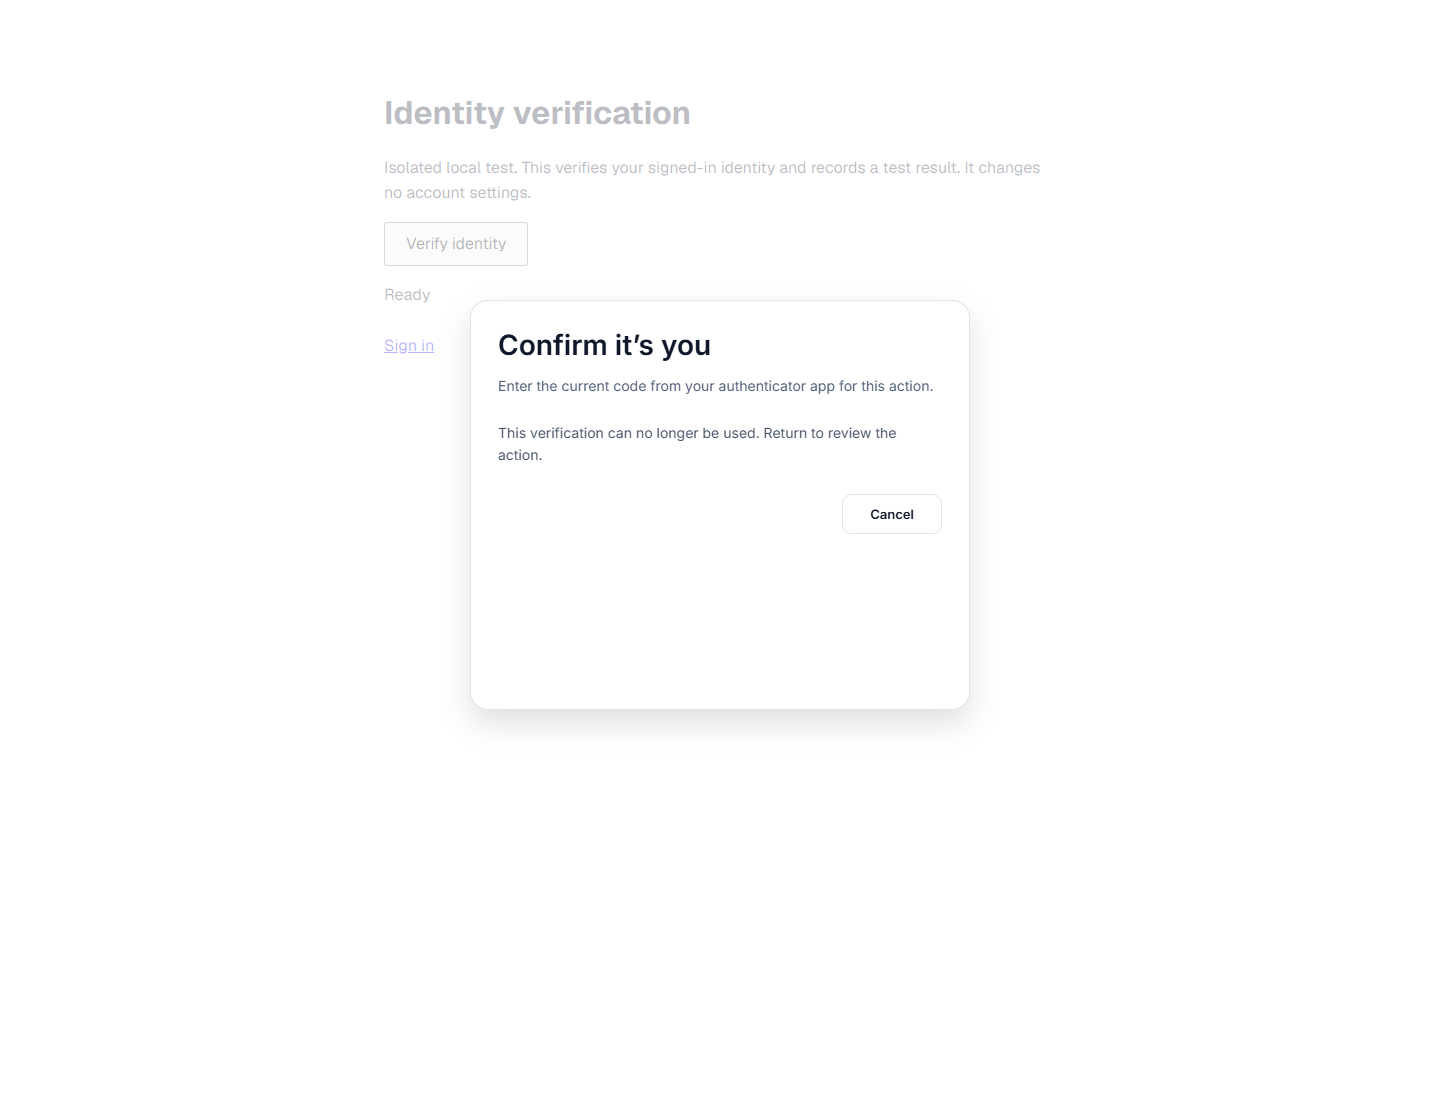 Identity verification
Isolated local test. This verifies your signed-in identity and records a test result. It changes
no account settings.
Verify identity
Ready
Sign in
Confirm it’s you
Enter the current code from your authenticator app for this action.
This verification can no longer be used. Return to review the
action.
Cancel